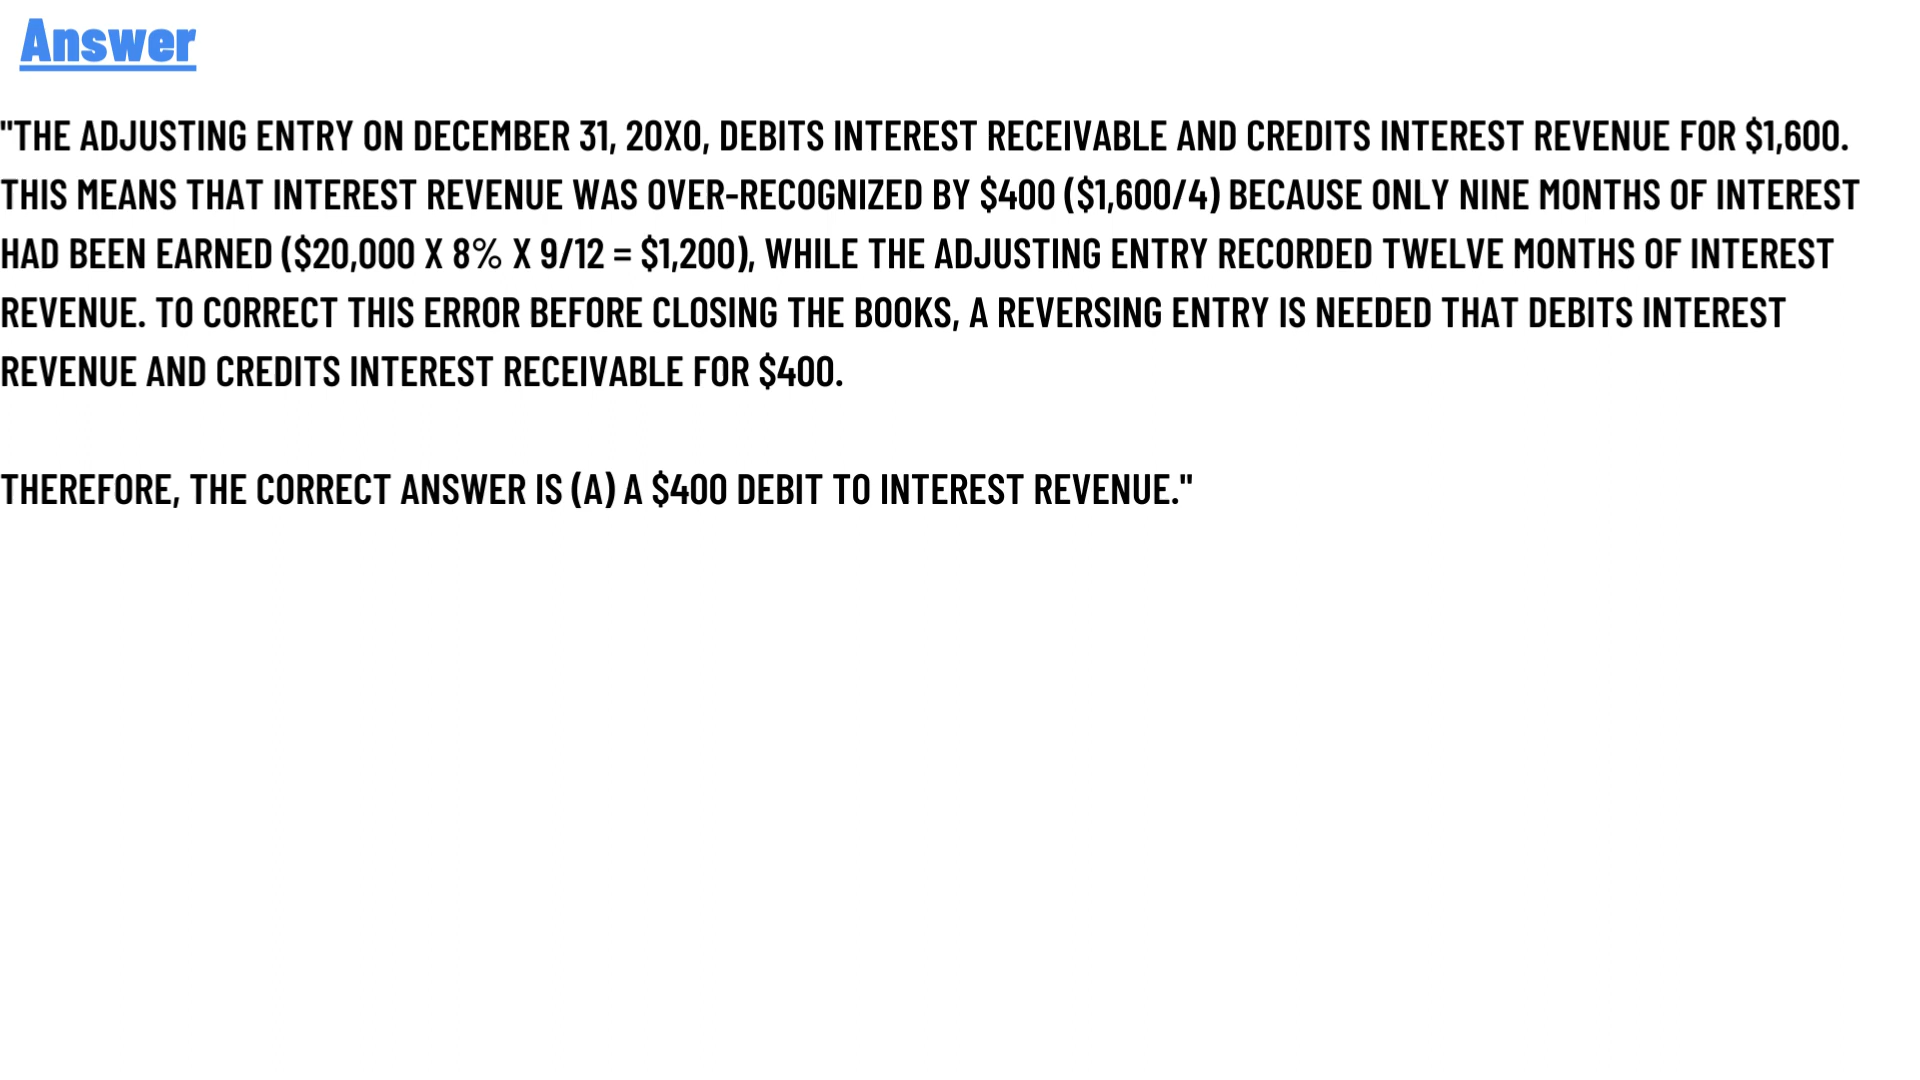 Answer
"THE ADJUSTING ENTRY ON DECEMBER 31, 20X0, DEBITS INTEREST RECEIVABLE AND CREDITS INTEREST REVENUE FOR $1,600.
THIS MEANS THAT INTEREST REVENUE WAS OVER-RECOGNIZED BY $400 ($1,600/4) BECAUSE ONLY NINE MONTHS OF INTEREST
HAD BEEN EARNED ($20,000 X 8% X 9/12 = $1,200), WHILE THE ADJUSTING ENTRY RECORDED TWELVE MONTHS OF INTEREST
REVENUE. TO CORRECT THIS ERROR BEFORE CLOSING THE BOOKS, A REVERSING ENTRY IS NEEDED THAT DEBITS INTEREST
REVENUE AND CREDITS INTEREST RECEIVABLE FOR $400.
THEREFORE, THE CORRECT ANSWER IS (A) A $400 DEBIT TO INTEREST REVENUE."